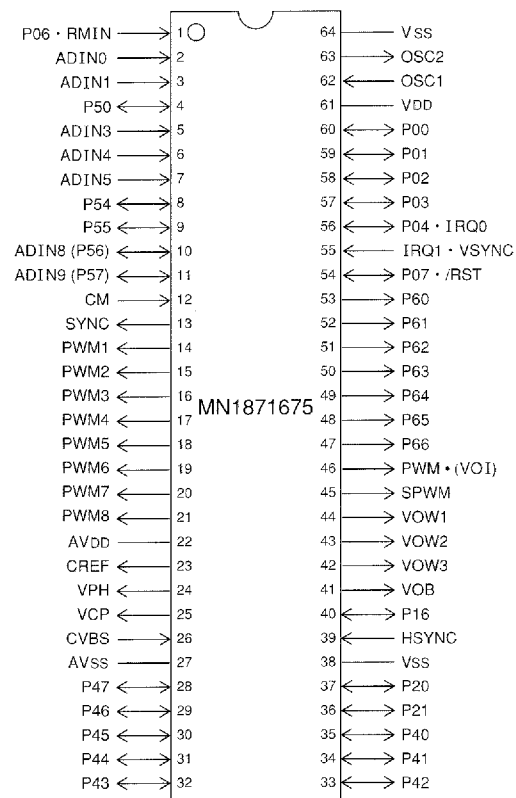 P06・RMIN 1 64 VSS
ADIN0 2 63 OSC2
ADIN1 3 62 OSC1
P50 4 61 VDD
ADIN3 5 60 P00
ADIN4 6 59 P01
ADIN5 7 58 P02
P54 8 57 P03
P55 9 56 P04・IRQ0
ADIN8 (P56) 10 55 IRQ1・VSYNC
ADIN9 (P57) 11 54 P07・/RST
CM 12 53 P60
SYNC 13 52 P61
PWM1 14 51 P62
PWM2 15 50 P63
PWM3 16 49 P64
MN1871675
PWM4 17 48 P65
PWM5 18 47 P66
PWM6 19 46 PWM・(VOI)
PWM7 20 45 SPWM
PWM8 21 44 VOW1
AVDD 22 43 VOW2
CREF 23 42 VOW3
VPH 24 41 VOB
VCP 25 40 P16
CVBS 26 39 HSYNC
AVSS 27 38 VSS
P47 28 37 P20
P46 29 36 P21
P45 30 35 P40
P44 31 34 P41
P43 32 33 P42